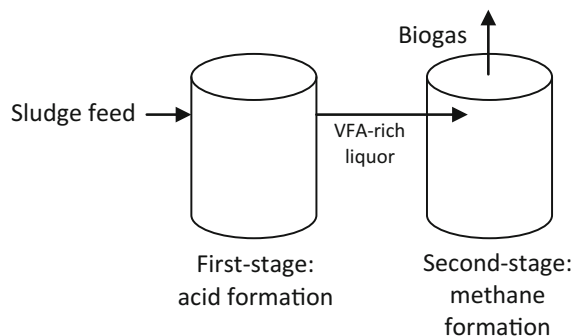 Biogas
Sludge feed
VFA-rich
liquor
First-stage:
acid formation
Second-stage:
methane
formation